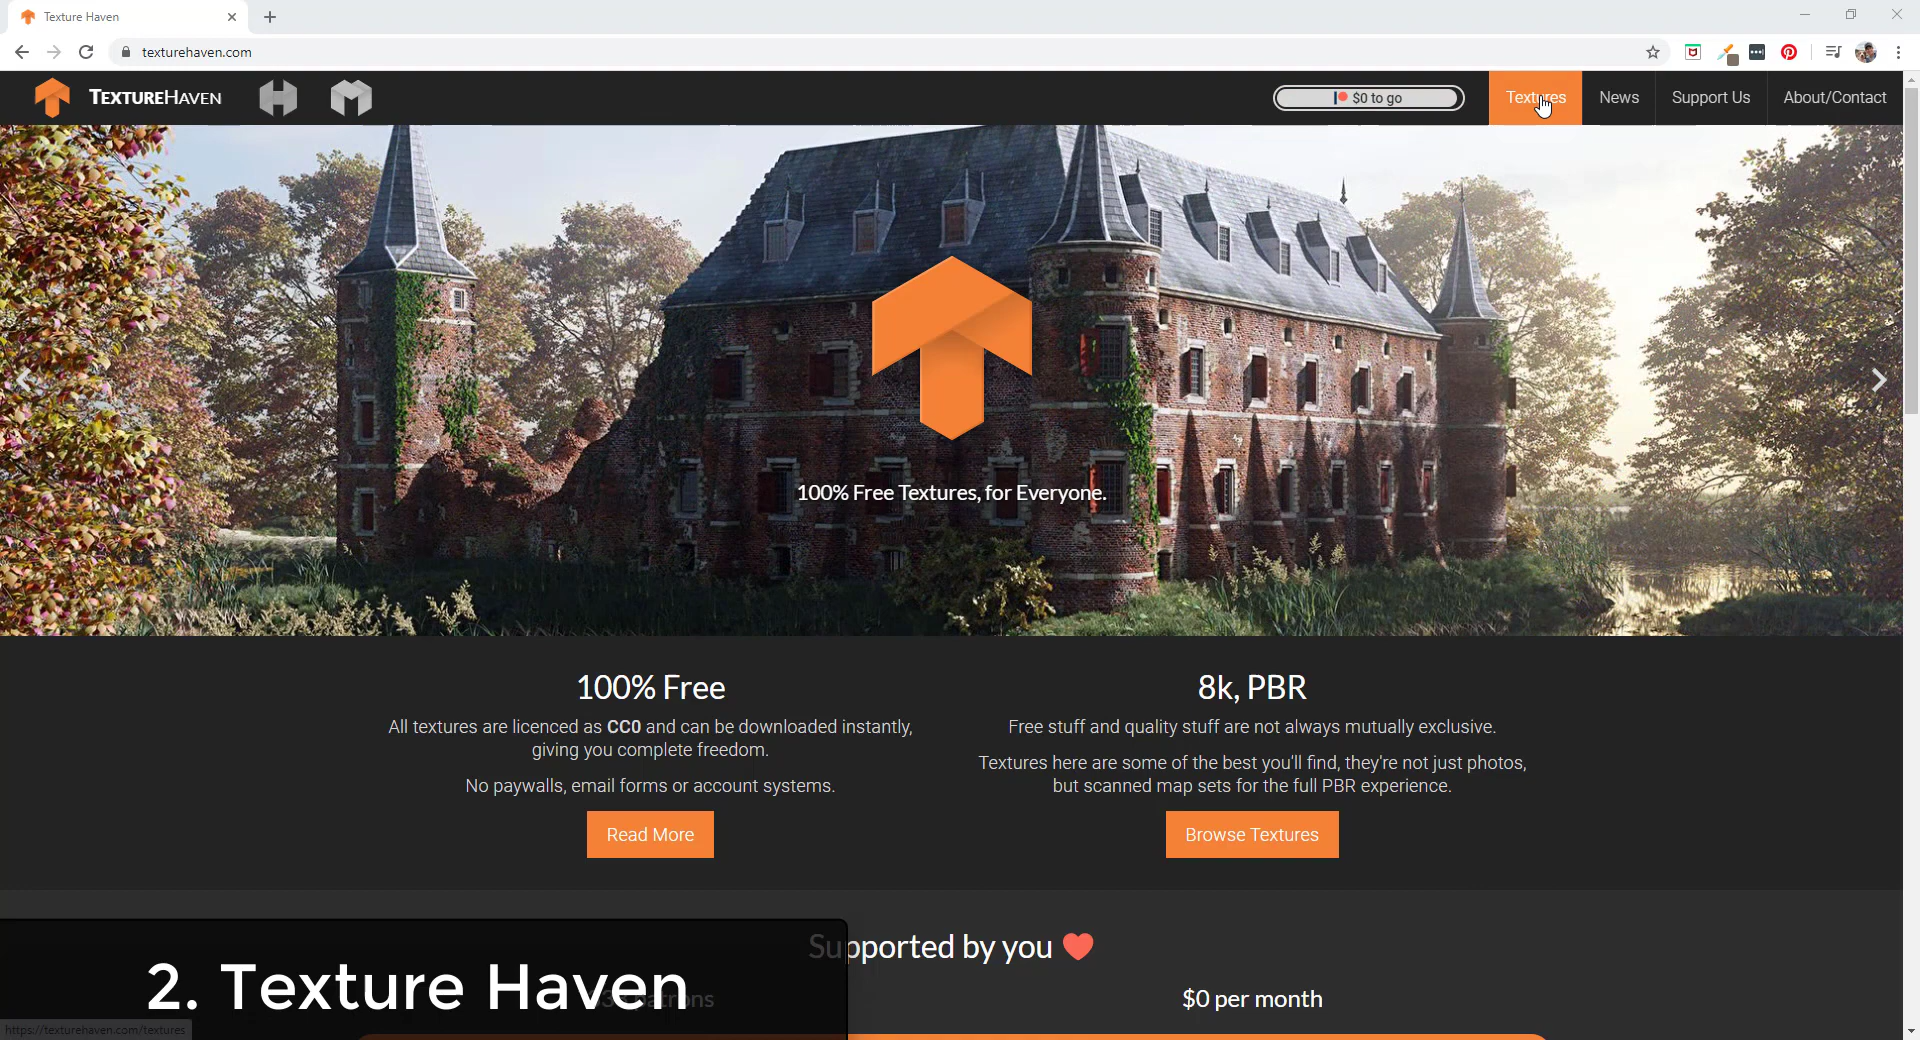 Texture Haven
texturehaven.com
TEXTUREHAVEN
$0 to go
Textures
News
Support Us
About/Contact
100% Free Textures, for Everyone.
100% Free
All textures are licenced as CC0 and can be downloaded instantly,
giving you complete freedom.
No paywalls, email forms or account systems.
Read More
8k, PBR
Free stuff and quality stuff are not always mutually exclusive.
Textures here are some of the best you'll find, they're not just photos,
but scanned map sets for the full PBR experience.
Browse Textures
Supported by you
patrons
$0 per month
2. Texture Haven
https://texturehaven.com/textures